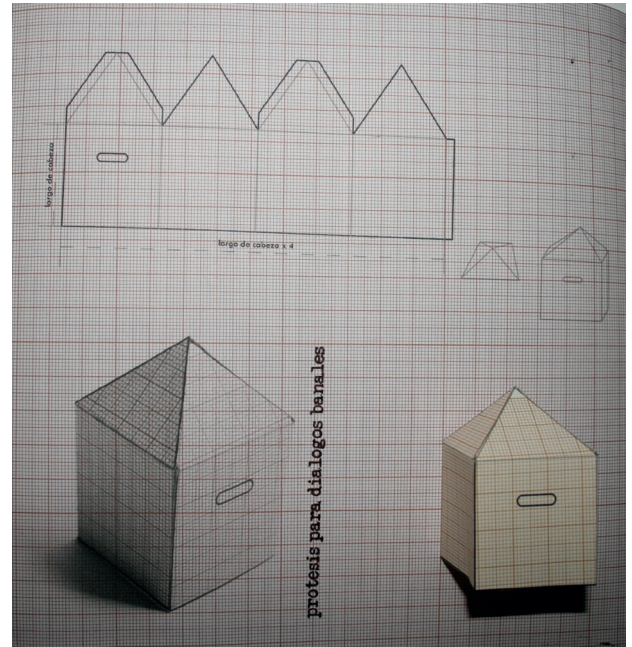 largo de cabeza
largo de cabeza x 4
protesis para dialogos banales